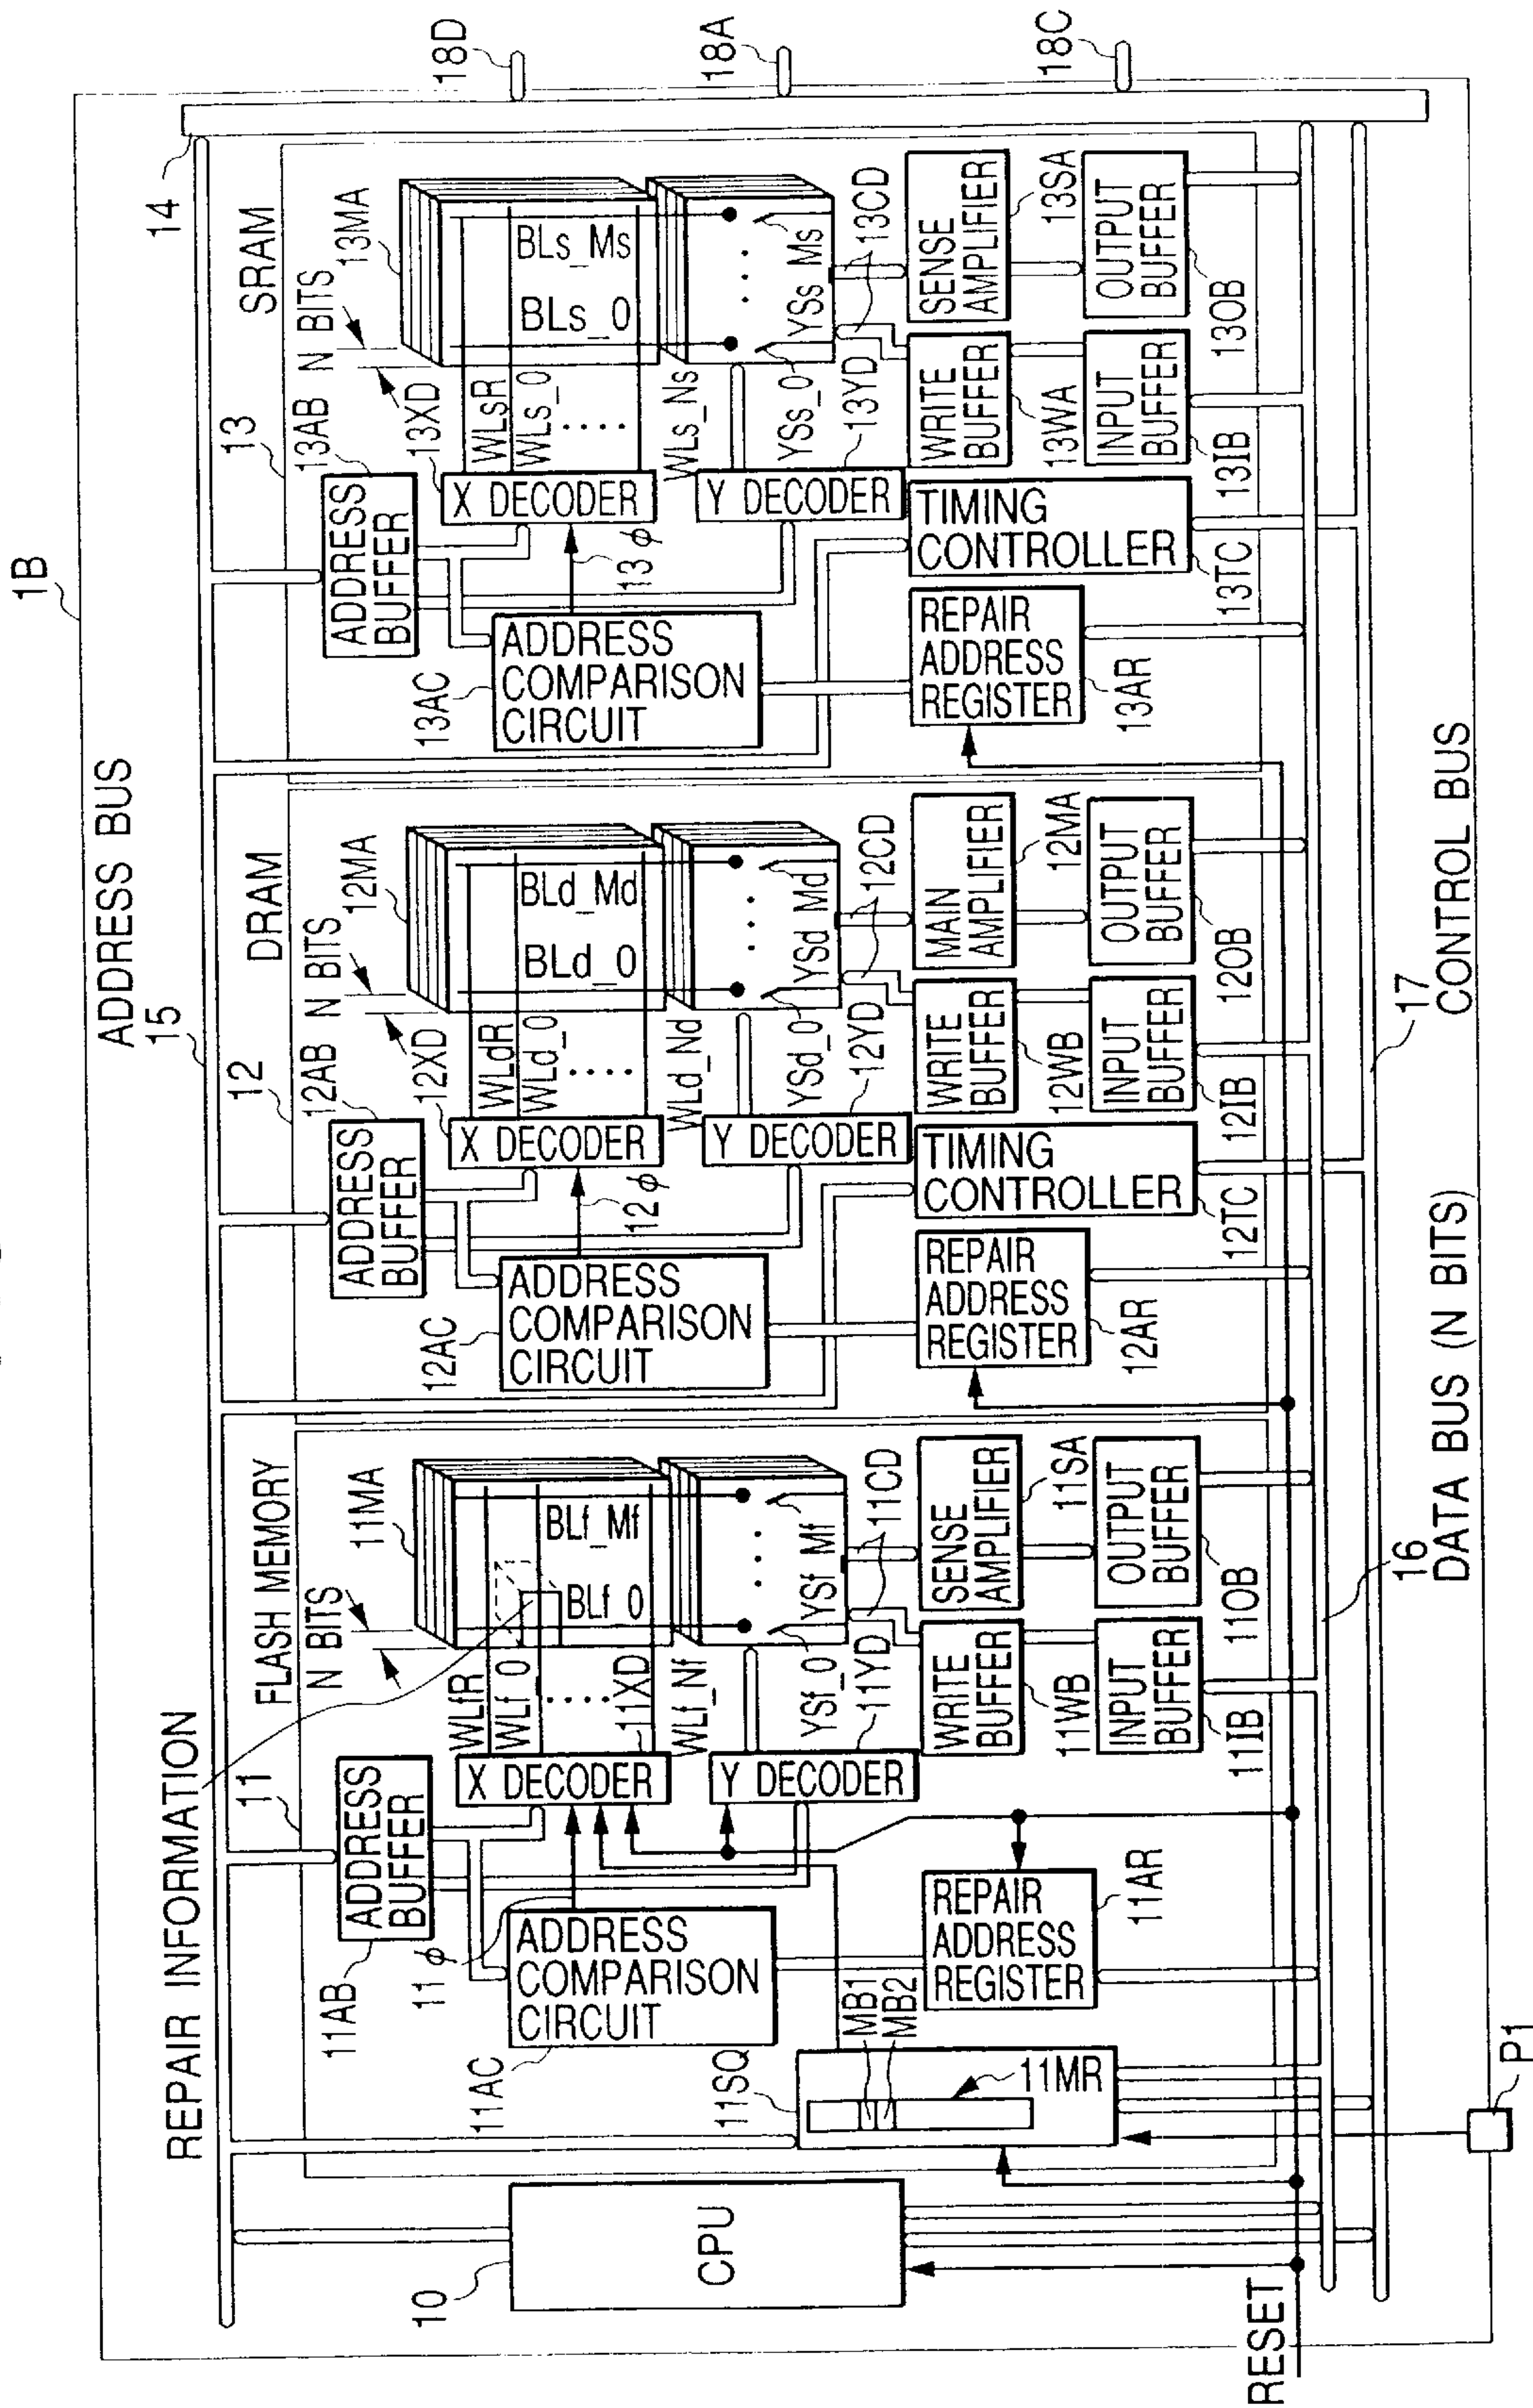 1B
ADDRESS BUS
15
14
REPAIR INFORMATION
FLASH MEMORY
11
N BITS
11MA
11AB
ADDRESS
BUFFER
WLfR
WLf_0
.....
11XD
WLf_Nf
X DECODER
BLf_0
BLf_Mf
11 ϕ
11AC
ADDRESS
COMPARISON
CIRCUIT
Y DECODER
11YD
YSf_0
YSf_Mf
...
11CD
11SQ
MB1
MB2
11MR
REPAIR
ADDRESS
REGISTER
11AR
WRITE
BUFFER
11WB
SENSE
AMPLIFIER
11SA
INPUT
BUFFER
11IB
OUTPUT
BUFFER
11OB
10
CPU
RESET
P1
DRAM
12
12AB
N BITS
12MA
ADDRESS
BUFFER
12XD
WLdR
WLd_0
....
WLd_Nd
X DECODER
BLd_0
BLd_Md
12 ϕ
12AC
ADDRESS
COMPARISON
CIRCUIT
Y DECODER
12YD
YSd_0
YSd_Md
...
12CD
REPAIR
ADDRESS
REGISTER
12AR
TIMING
CONTROLLER
12TC
WRITE
BUFFER
12WB
MAIN
AMPLIFIER
12MA
INPUT
BUFFER
12IB
OUTPUT
BUFFER
12OB
SRAM
13
13AB
N BITS
13MA
ADDRESS
BUFFER
13XD
WLsR
WLs_0
....
WLs_Ns
X DECODER
BLs_0
BLs_Ms
13 ϕ
13AC
ADDRESS
COMPARISON
CIRCUIT
Y DECODER
13YD
YSs_0
YSs_Ms
...
13CD
REPAIR
ADDRESS
REGISTER
13AR
TIMING
CONTROLLER
13TC
WRITE
BUFFER
13WA
SENSE
AMPLIFIER
13SA
INPUT
BUFFER
13IB
OUTPUT
BUFFER
13OB
18D
18A
18C
16
DATA BUS (N BITS)
17
CONTROL BUS